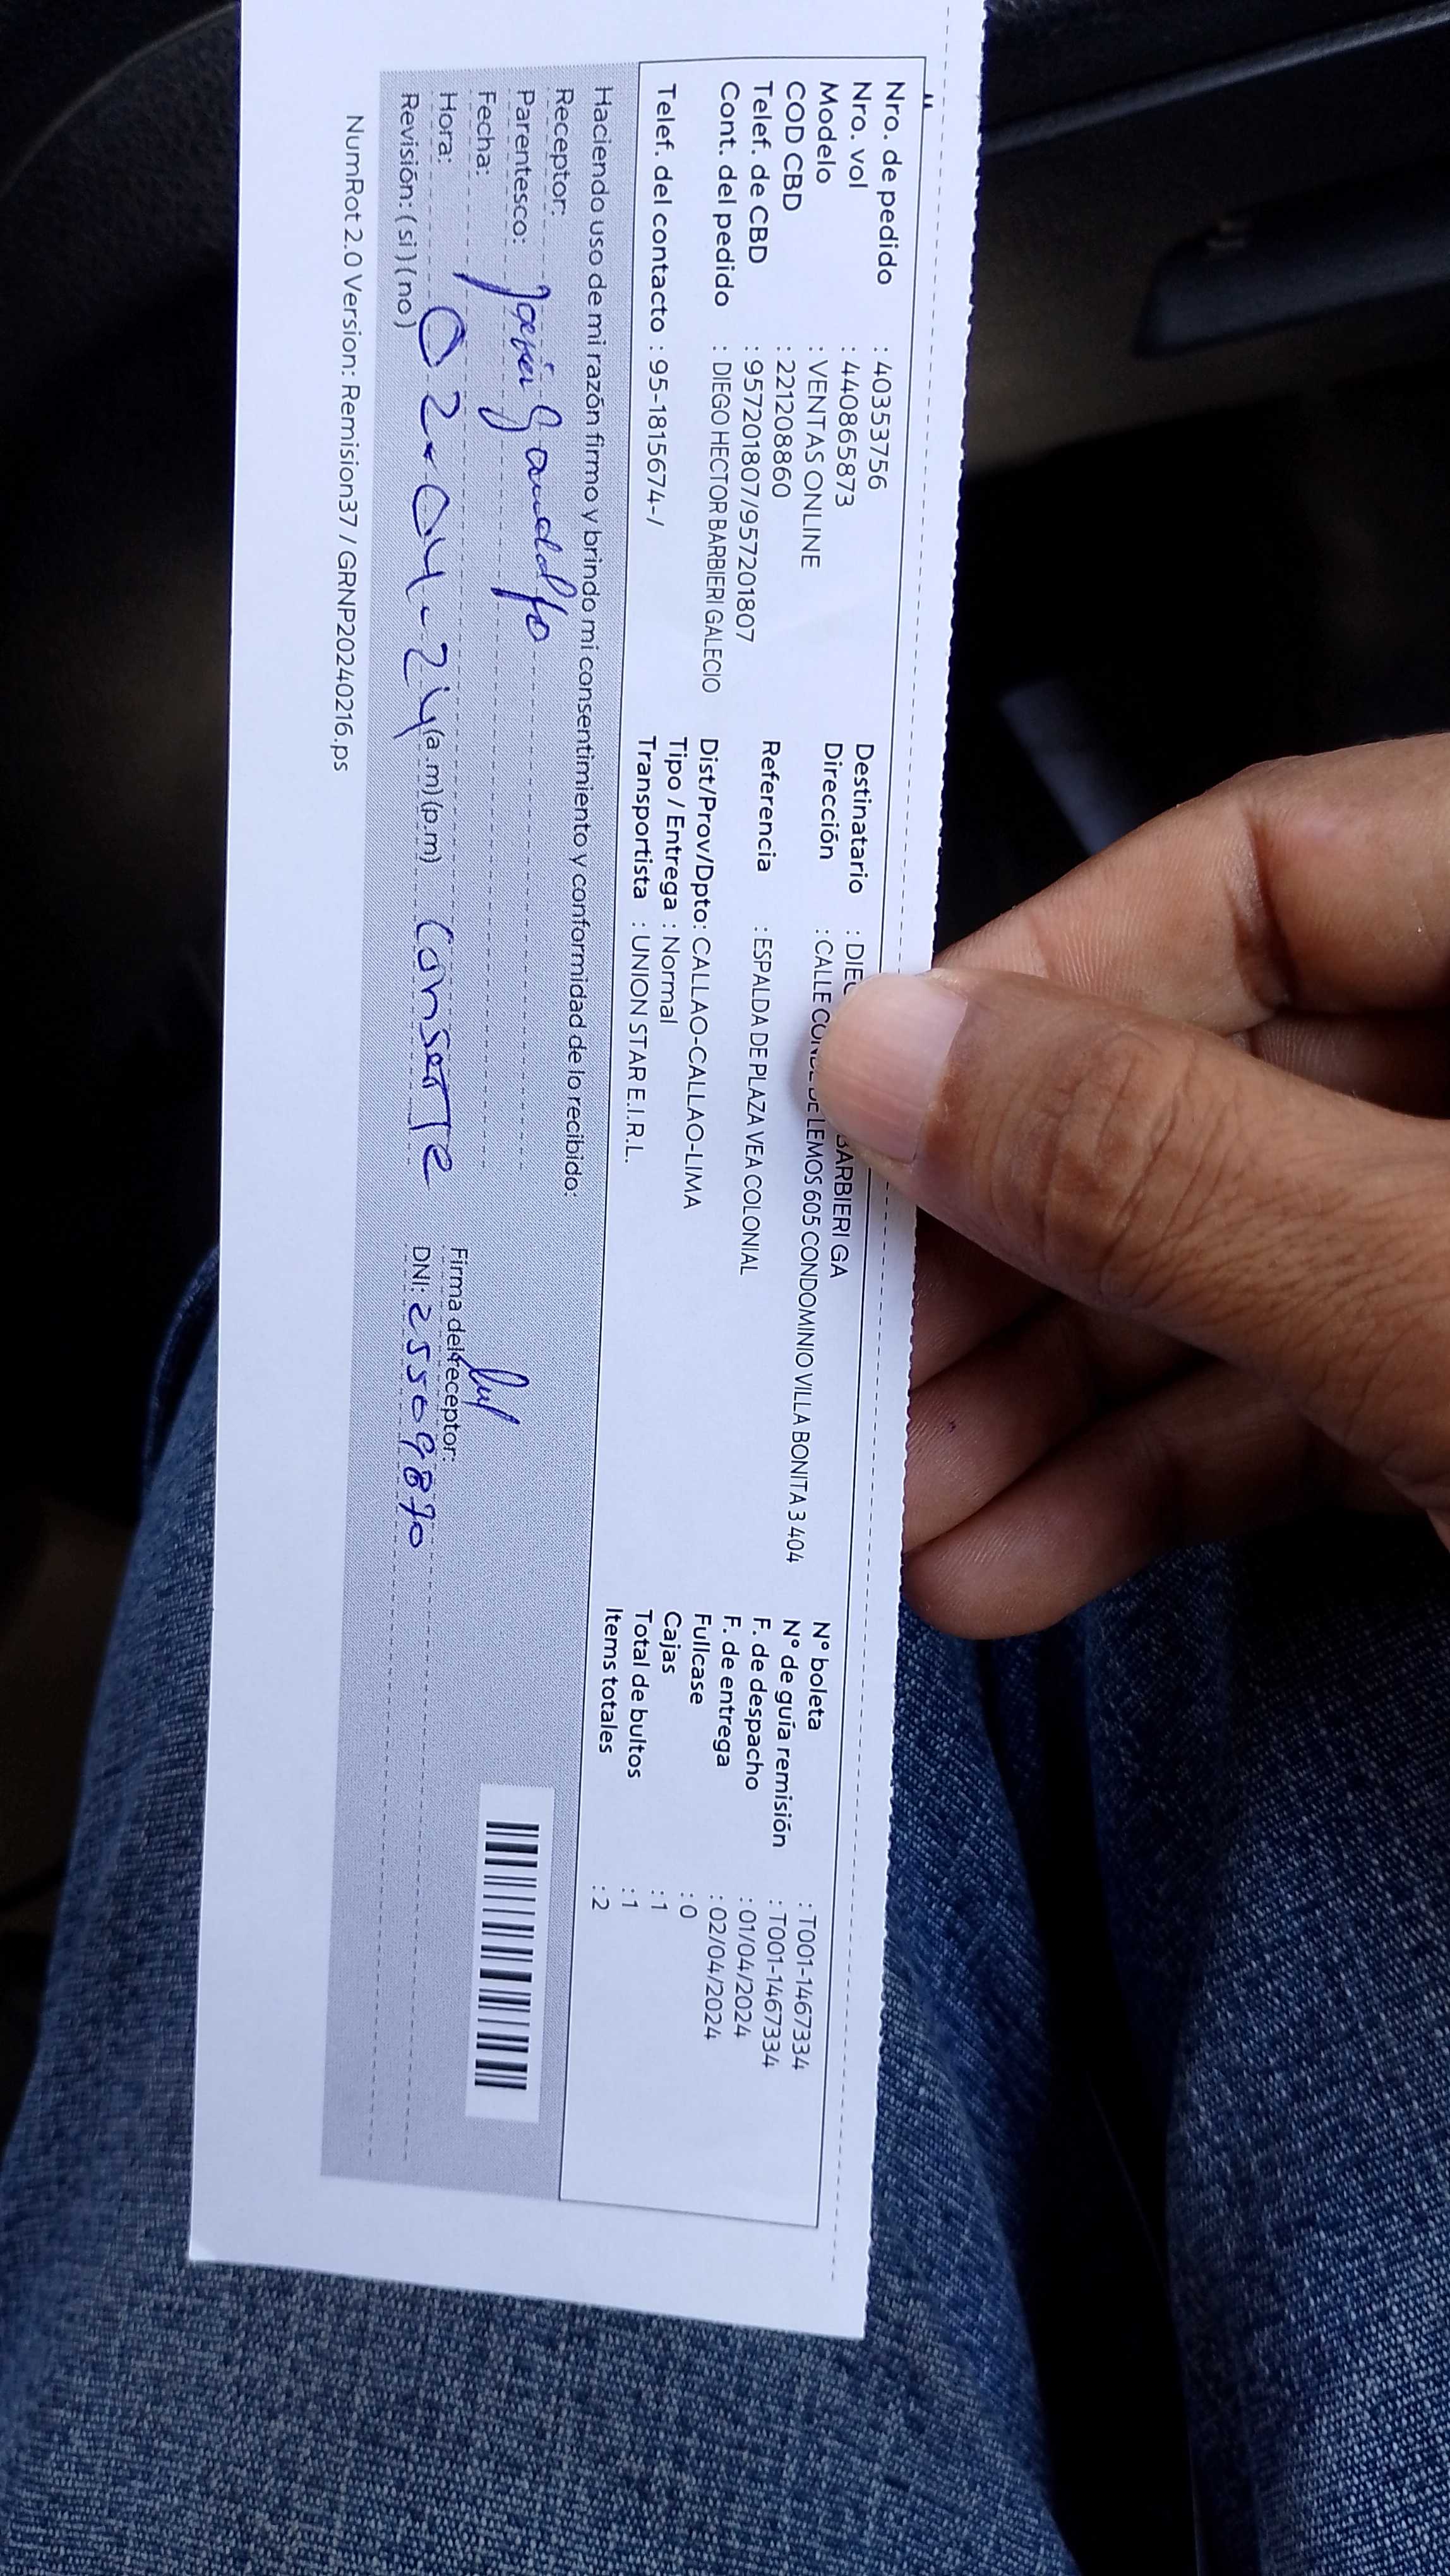 Nro. de pedido : 40353756
Nro. vol : 440865873
Modelo : VENTAS ONLINE
COD CBD : 221208860
Telef. de CBD : 957201807/957201807
Cont. del pedido : DIEGO HECTOR BARBIERI GALECIO
Telef. del contacto : 95-1815674-/
Destinatario : BARBIERI GA
Dirección : CALLE CONDE DE LEMOS 605 CONDOMINIO VILLA BONITA 3 404
Referencia : ESPALDA DE PLAZA VEA COLONIAL
Dist/Prov/Dpto: CALLAO-CALLAO-LIMA
Tipo / Entrega : Normal
Transportista : UNION STAR E.I.R.L.
N° boleta : T001-1467334
N° de guía remisión : T001-1467334
F. de despacho : 01/04/2024
F. de entrega : 02/04/2024
Fullcase : 0
Cajas : 1
Total de bultos : 1
Items totales : 2
Haciendo uso de mi razón firmo y brindo mi consentimiento y conformidad de lo recibido:
Receptor:
Parentesco: Javier
Fecha:
Hora: 02-04-24 (a.m)(p.m)
Revisión: (si)(no)
Firma del receptor:
DNI: 25509870
NumRot 2.0 Version: Remision37 / GRNP20240216.ps